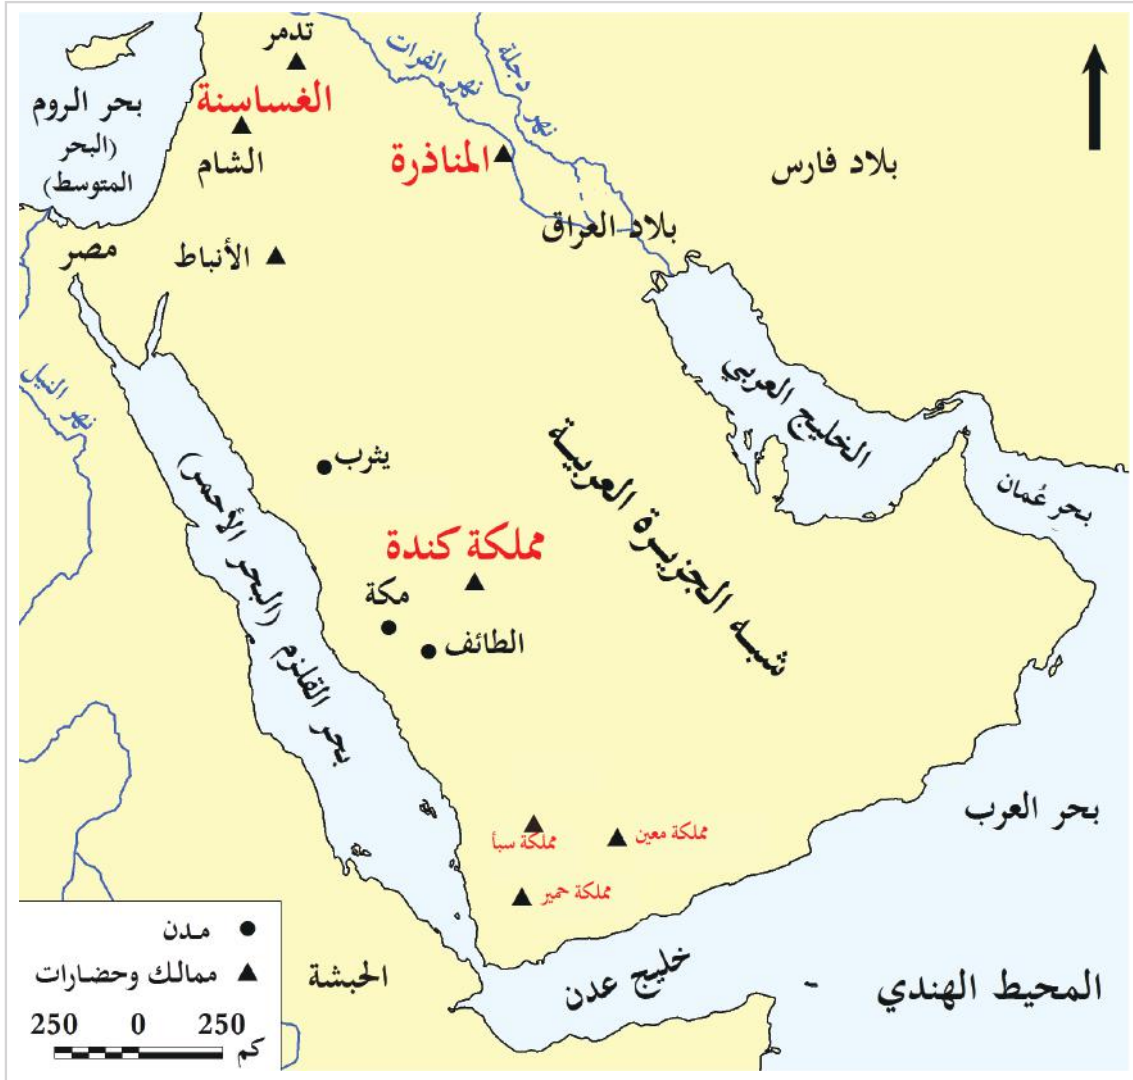 تدمر
نهر الفرات
نهر دجلة
الغساسنة
بحر الروم
(البحر
المتوسط)
الشام
المناذرة
بلاد فارس
بلاد العراق
مصر
الأنباط
نهر النيل
الخليج العربي
بحر عُمان
يثرب
شبه الجزيرة العربية
بحر القلزم (البحر الأحمر)
مملكة كندة
مكة
الطائف
بحر العرب
مملكة سبأ
مملكة معين
مملكة حمير
خليج عدن
المحيط الهندي
الحبشة
مدن
ممالك وحضارات
250 0 250
كم